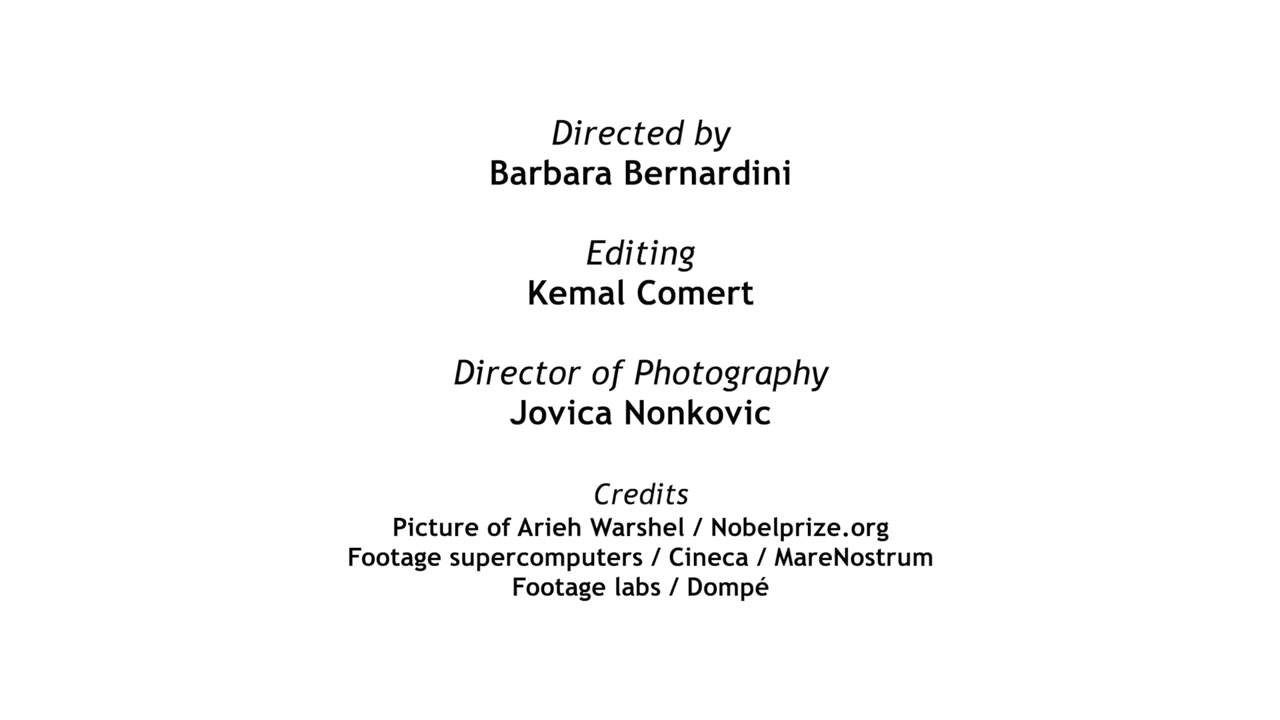 Directed by
Barbara Bernardini
Editing
Kemal Comert
Director of Photography
Jovica Nonkovic
Credits
Picture of Arieh Warshel / Nobelprize.org
Footage supercomputers / Cineca / MareNostrum
Footage labs / Dompé